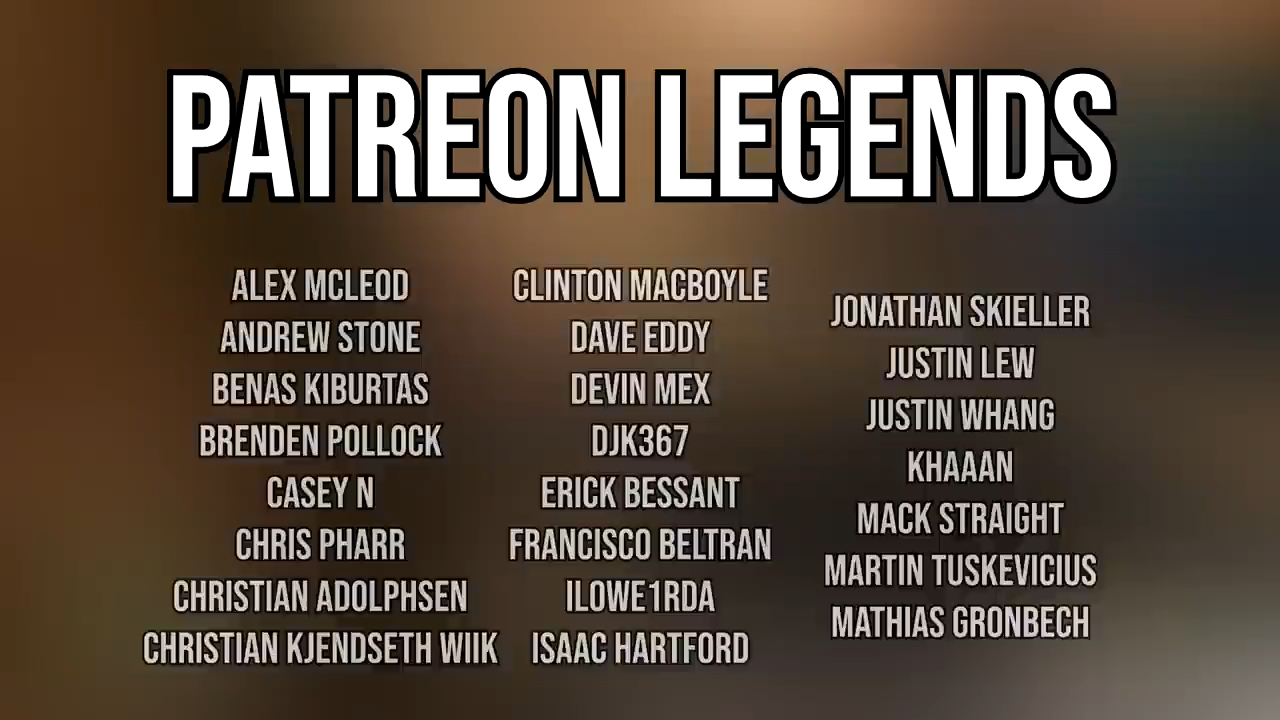 PATREON LEGENDS
ALEX MCLEOD
ANDREW STONE
BENAS KIBURTAS
BRENDEN POLLOCK
CASEY N
CHRIS PHARR
CHRISTIAN ADOLPHSEN
CHRISTIAN KJENDSETH WIIK
CLINTON MACBOYLE
DAVE EDDY
DEVIN MEX
DJK367
ERICK BESSANT
FRANCISCO BELTRAN
ILOWE1RDA
ISAAC HARTFORD
JONATHAN SKIELLER
JUSTIN LEW
JUSTIN WHANG
KHAAAN
MACK STRAIGHT
MARTIN TUSKEVICIUS
MATHIAS GRONBECH